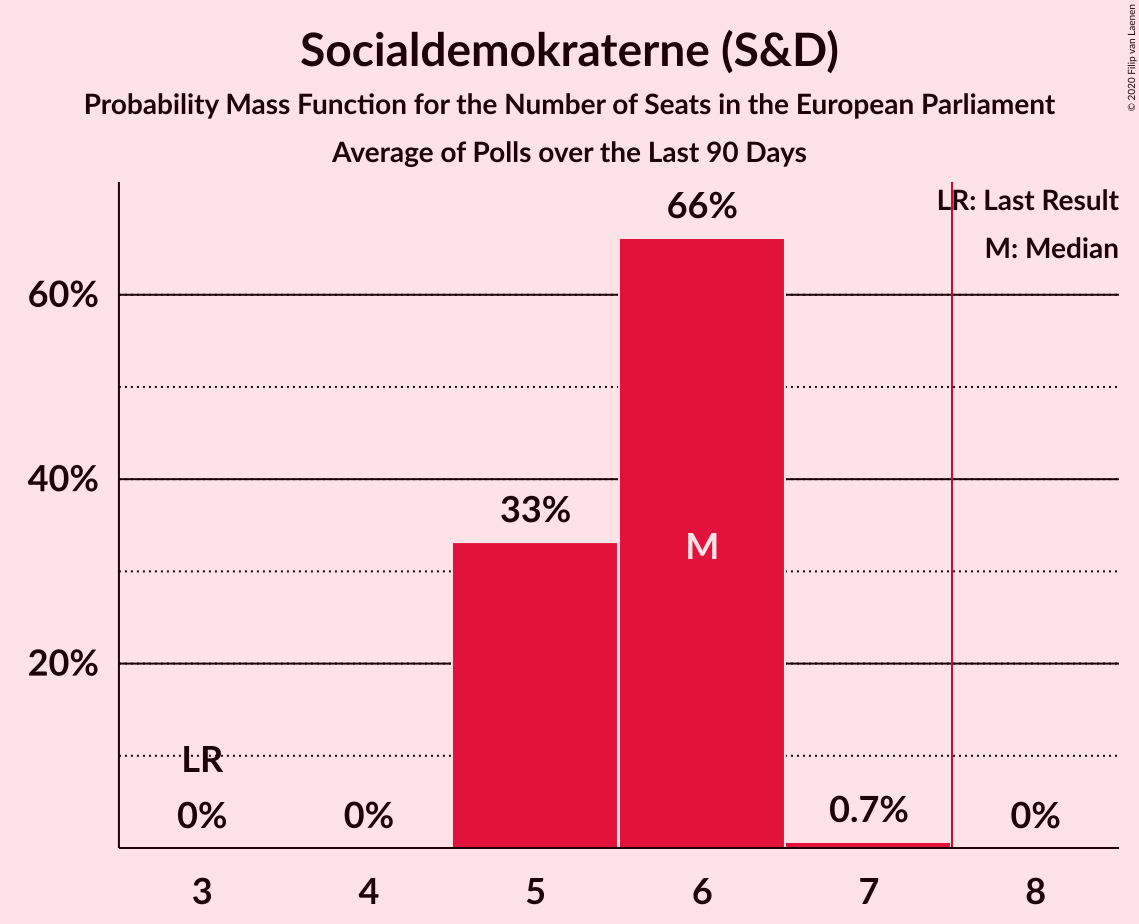 Socialdemokraterne (S&D)
Probability Mass Function for the Number of Seats in the European Parliament
Average of Polls over the Last 90 Days
© 2020 Filip van Laenen
LR: Last Result
M: Median
66%
60%
40%
33%
M
20%
LR
0%
0%
0.7%
0%
3
4
5
6
7
8